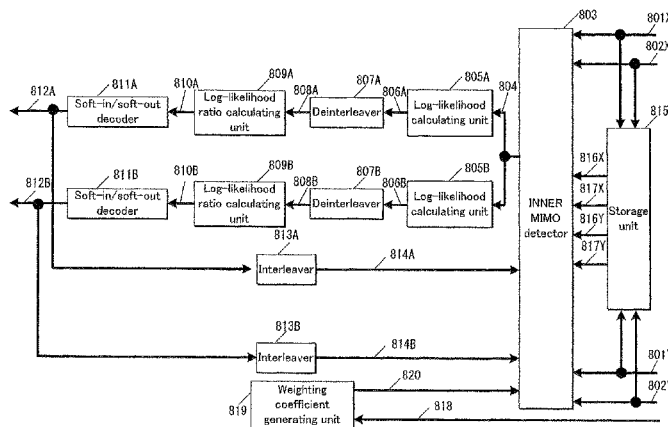 803
801X
802X
809A
812A
811A
810A
808A
807A
806A
805A
804
815
Soft-in/soft-out
decoder
Log-likelihood
ratio calculating
unit
Deinterleaver
Log-likelihood
calculating unit
809B
812B
811B
810B
808B
807B
806B
805B
816X
817X
816Y
817Y
Soft-in/soft-out
decoder
Log-likelihood
ratio calculating
unit
Deinterleaver
Log-likelihood
calculating unit
INNER
MIMO
detector
Storage
unit
813A
Interleaver
814A
813B
Interleaver
814B
801Y
802Y
819
Weighting
coefficient
generating unit
820
818